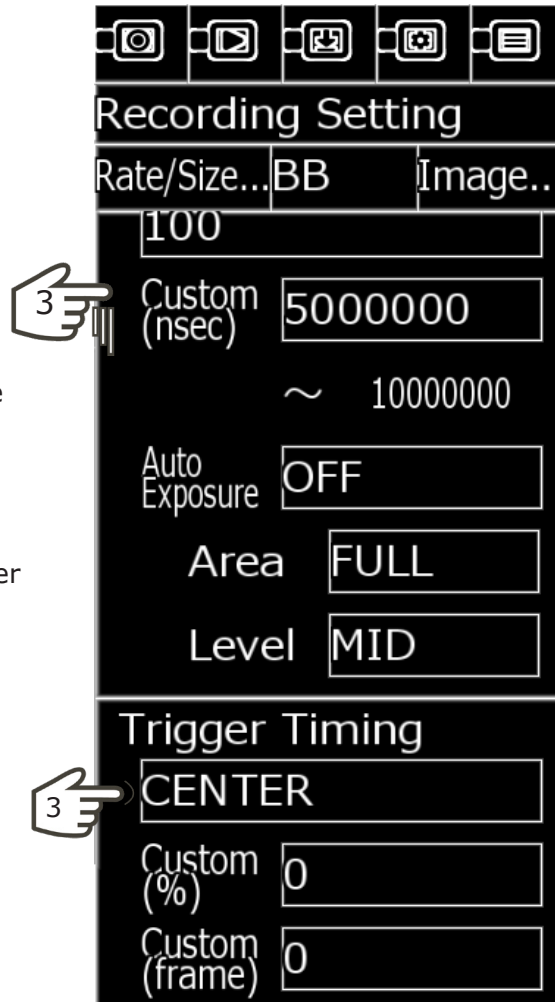 Recording Setting
Rate/Size... BB Image..
100
3
Custom
(nsec) 5000000
～ 10000000
e
Auto
Exposure OFF
er
Area FULL
Level MID
Trigger Timing
3
CENTER
Custom
(%) 0
Custom
(frame) 0